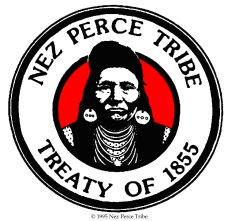 NEZ PERCE TRIBE
TREATY OF 1855
© 1995 Nez Perce Tribe